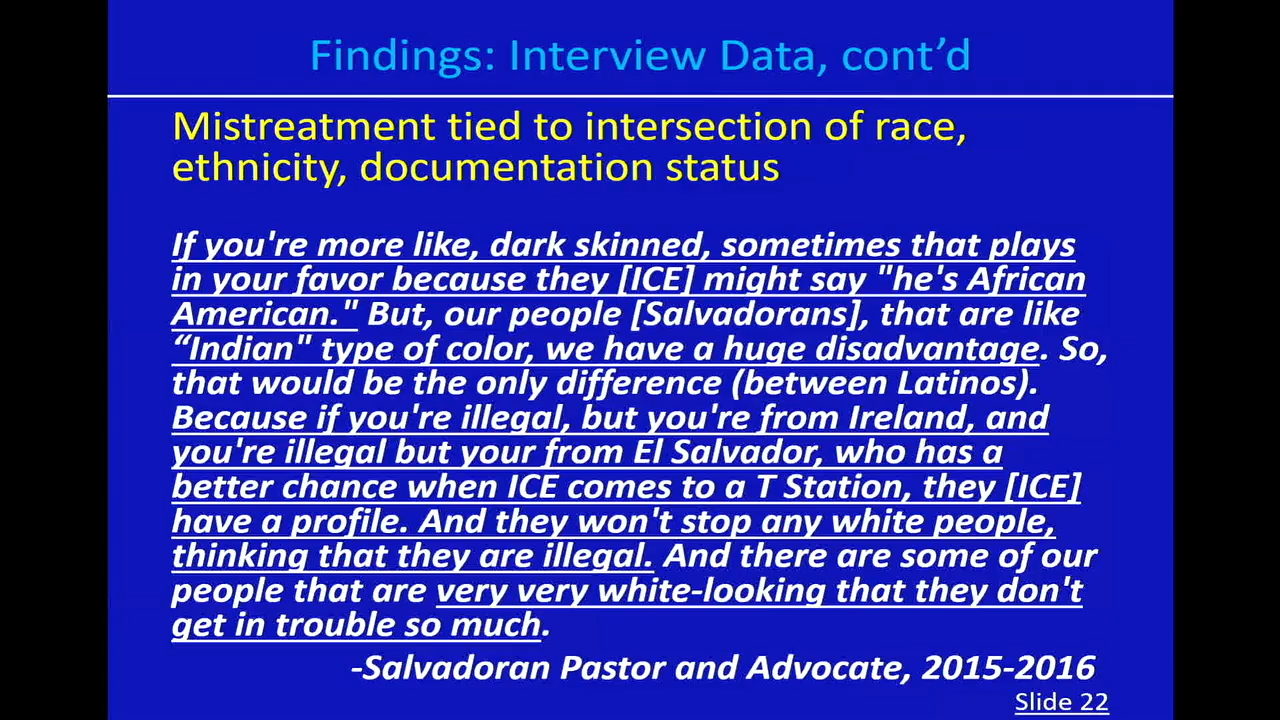 Findings: Interview Data, cont’d
Mistreatment tied to intersection of race,
ethnicity, documentation status
If you're more like, dark skinned, sometimes that plays
in your favor because they [ICE] might say "he's African
American." But, our people [Salvadorans], that are like
“Indian" type of color, we have a huge disadvantage. So,
that would be the only difference (between Latinos).
Because if you're illegal, but you're from Ireland, and
you're illegal but your from El Salvador, who has a
better chance when ICE comes to a T Station, they [ICE]
have a profile. And they won't stop any white people,
thinking that they are illegal. And there are some of our
people that are very very white-looking that they don't
get in trouble so much.
-Salvadoran Pastor and Advocate, 2015-2016
Slide 22